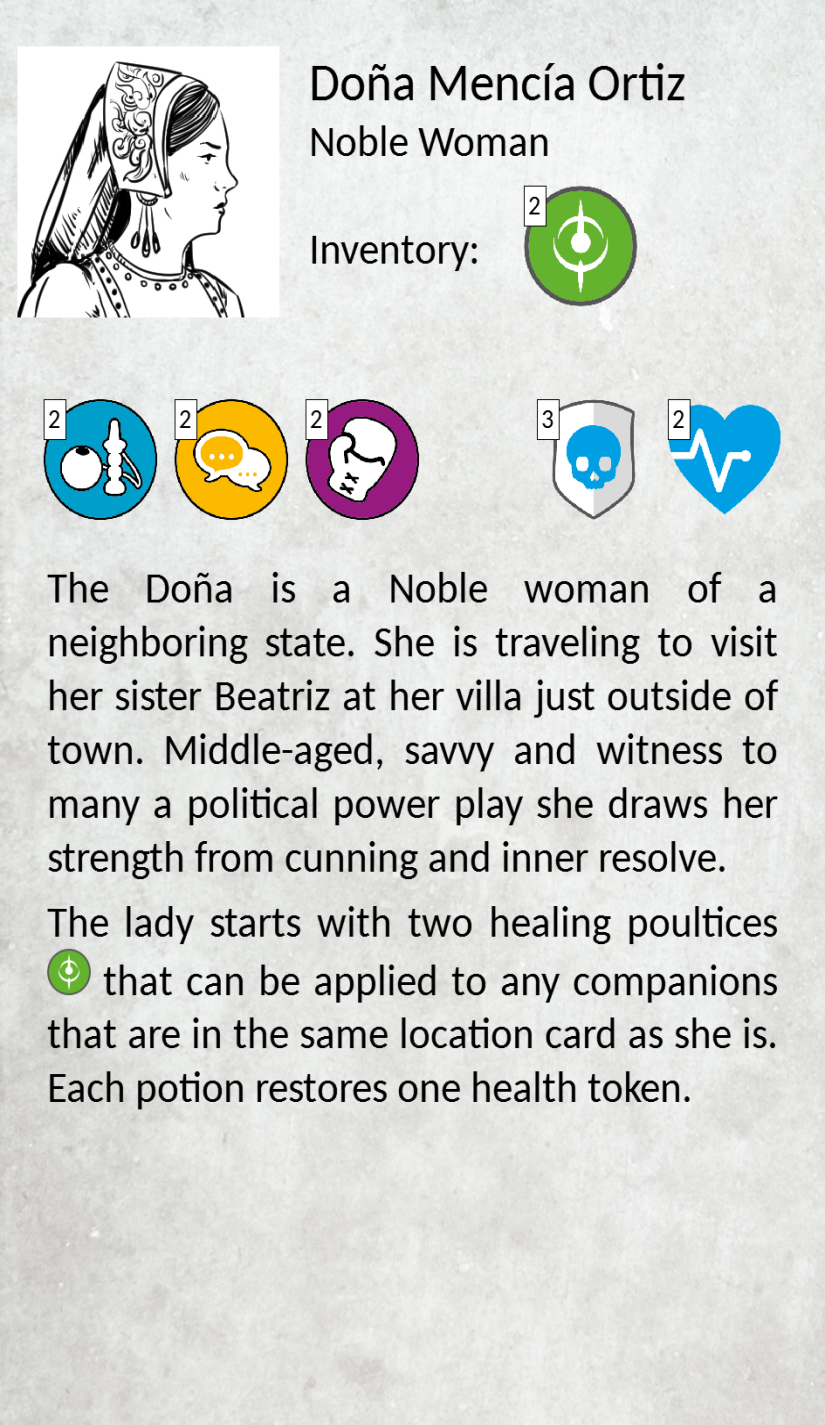 Doña Mencía Ortiz
Noble Woman
2
Inventory:
2
2
2
3
2
The Doña is a Noble woman of a
neighboring state. She is traveling to visit
her sister Beatriz at her villa just outside of
town. Middle-aged, savvy and witness to
many a political power play she draws her
strength from cunning and inner resolve.
The lady starts with two healing poultices
that can be applied to any companions
that are in the same location card as she is.
Each potion restores one health token.